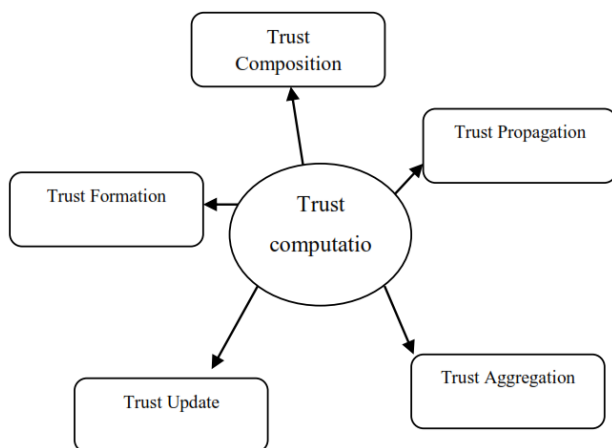 Trust
Composition
Trust Propagation
Trust Formation
Trust
computatio
Trust Aggregation
Trust Update